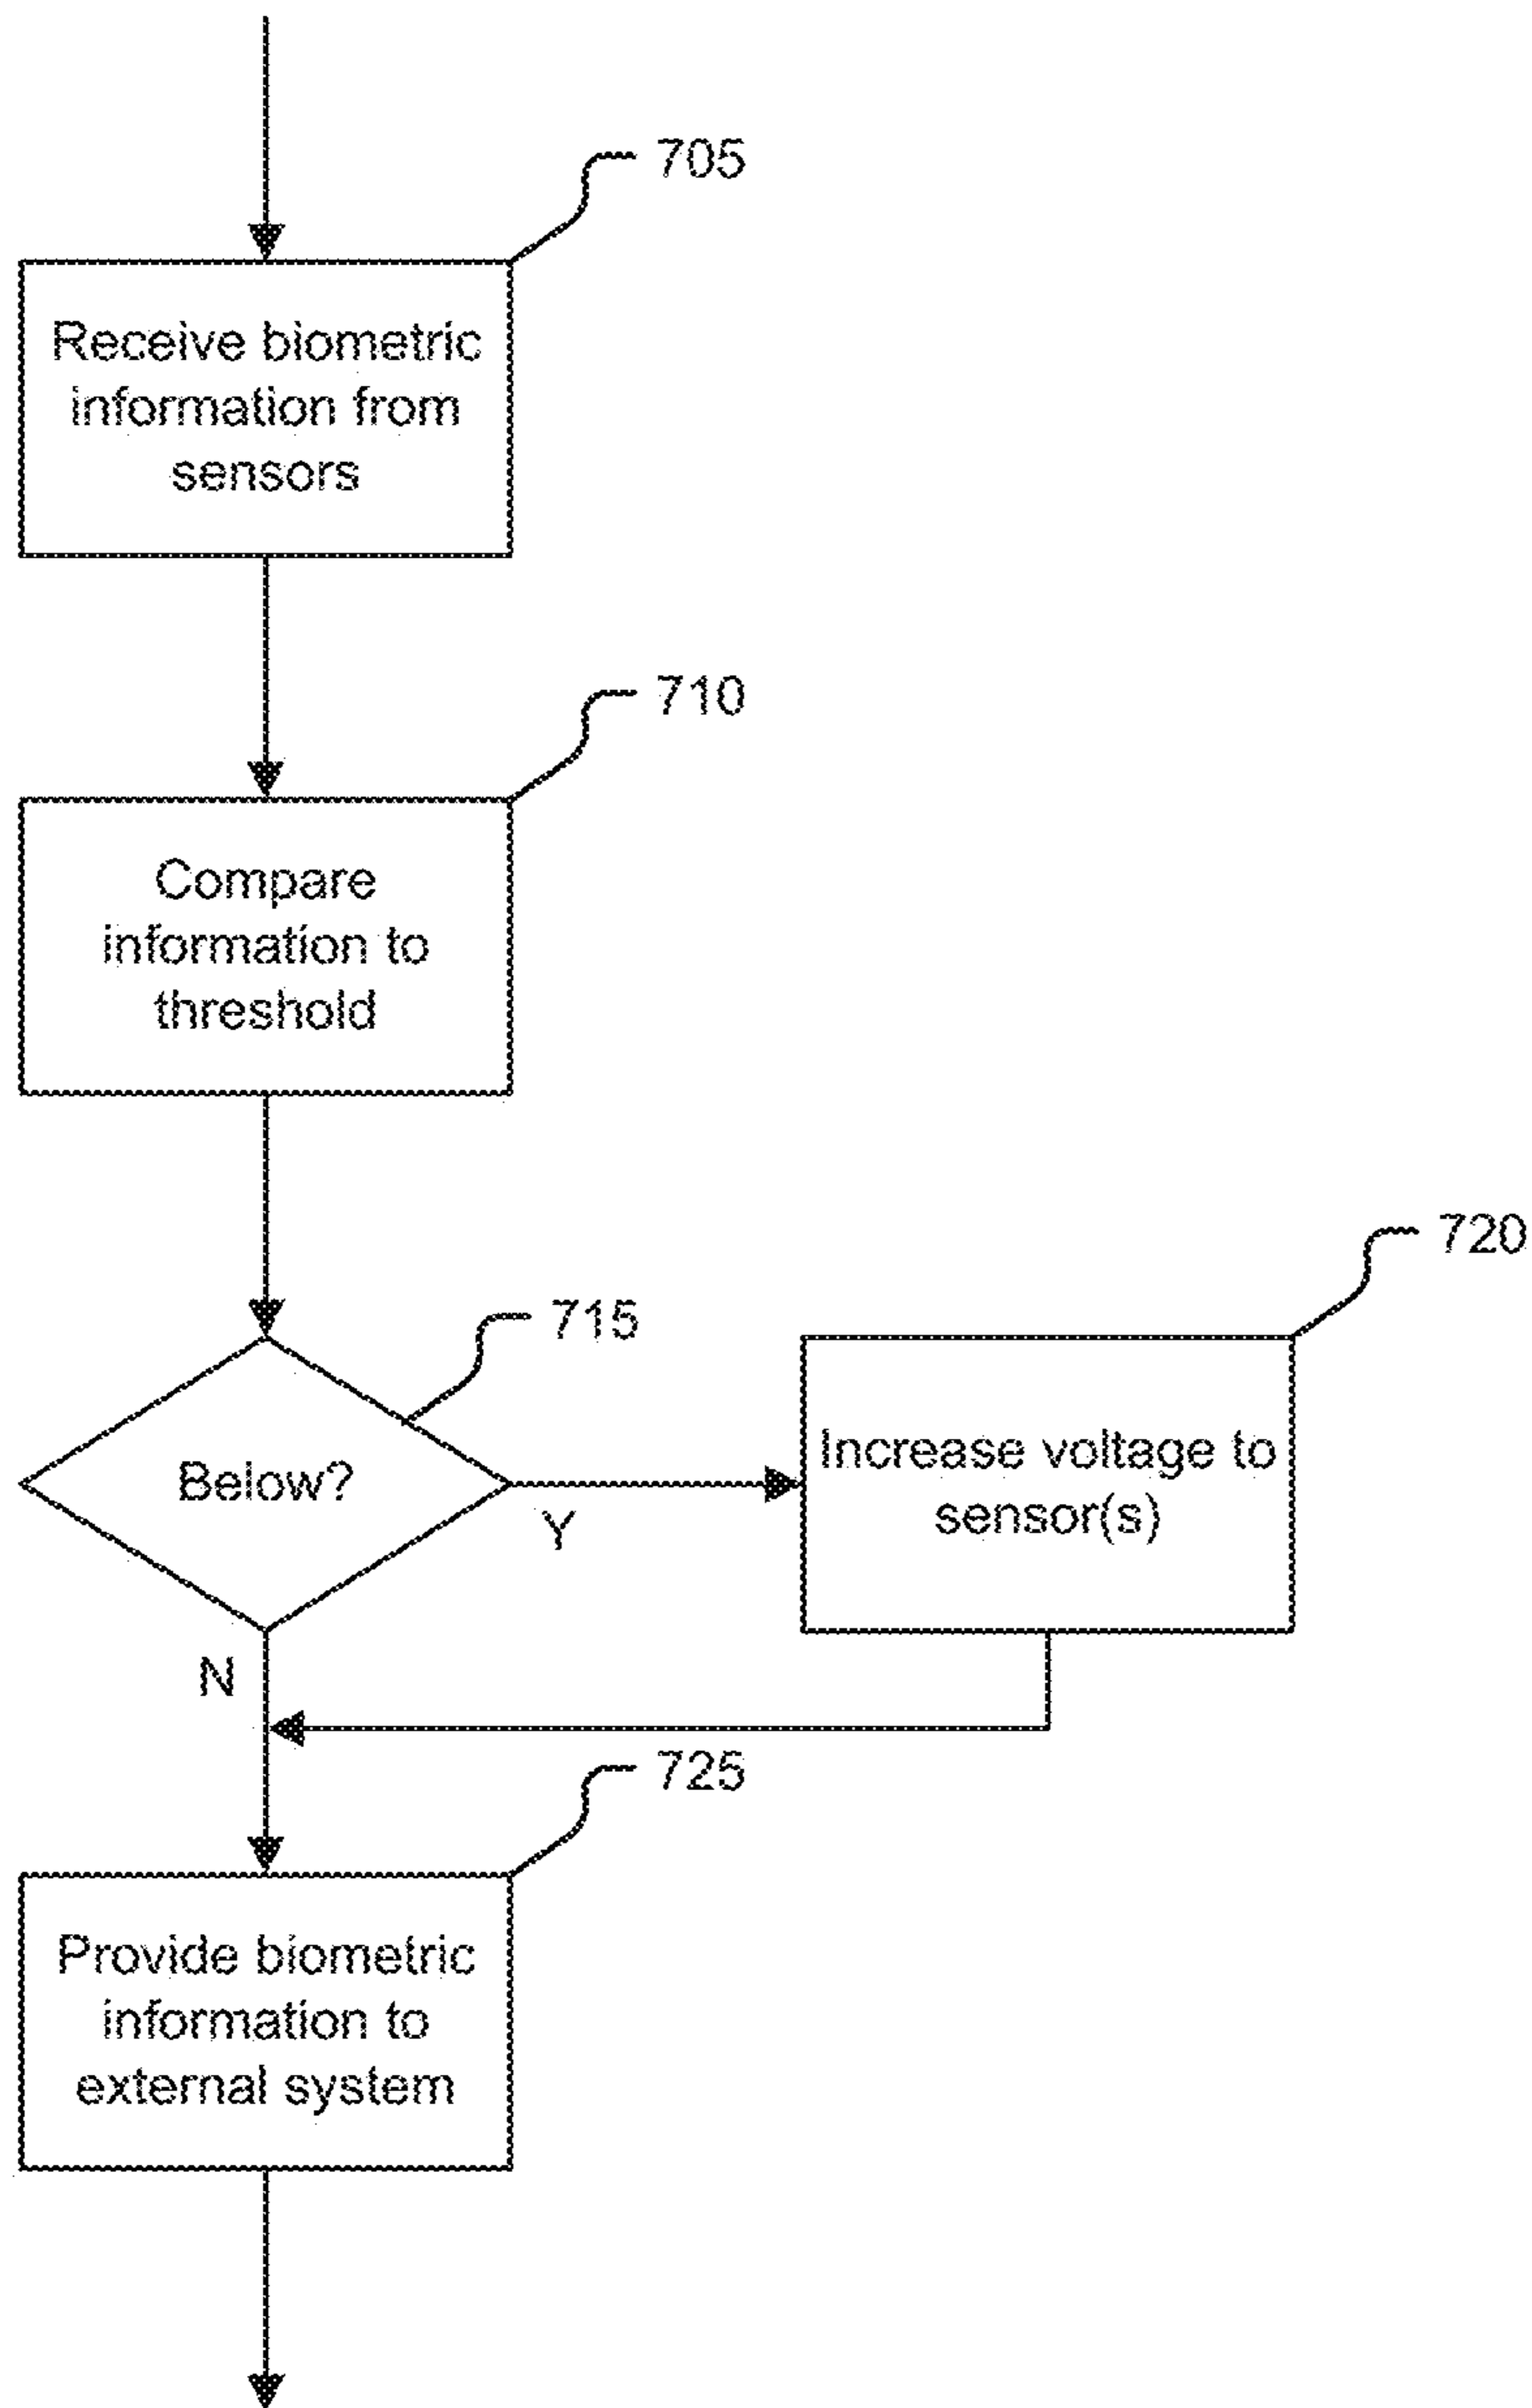 705
Receive biometric
information from
sensors
710
Compare
information to
threshold
715
Below?
Y
N
720
Increase voltage to
sensor(s)
725
Provide biometric
information to
external system